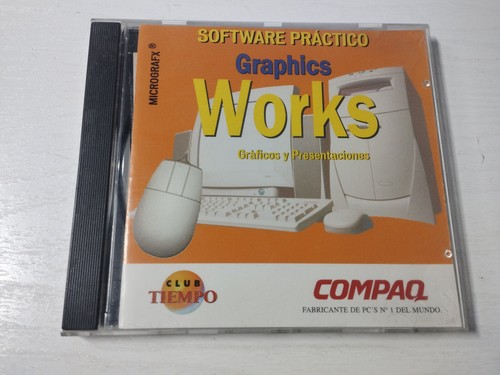 SOFTWARE PRÁCTICO
MICROGRAFX®
Graphics
Works
Gráficos y Presentaciones
CLUB
TIEMPO
COMPAQ
FABRICANTE DE PC'S Nº 1 DEL MUNDO